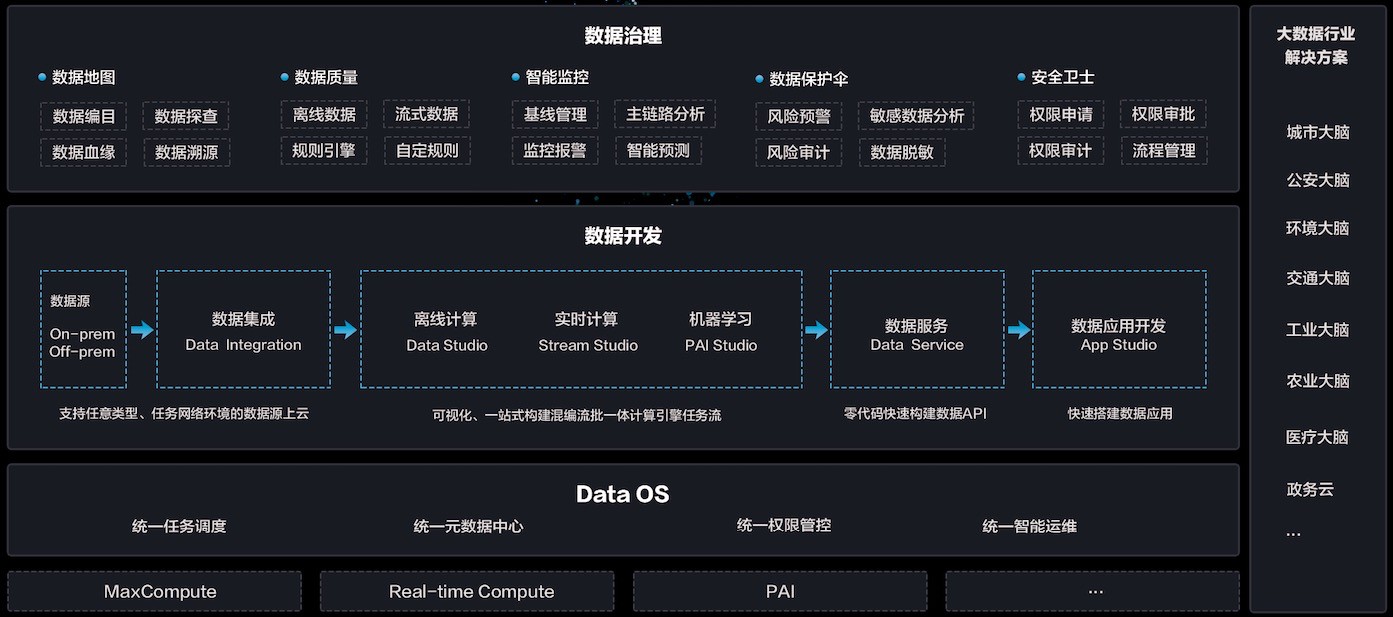 数据治理
数据地图
数据编目
数据探查
数据血缘
数据溯源
数据质量
离线数据
流式数据
规则引擎
自定规则
智能监控
基线管理
主链路分析
监控报警
智能预测
数据保护伞
风险预警
敏感数据分析
风险审计
数据脱敏
安全卫士
权限申请
权限审批
权限审计
流程管理
数据开发
数据源
On-prem
Off-prem
数据集成
Data Integration
离线计算
Data Studio
实时计算
Stream Studio
机器学习
PAI Studio
数据服务
Data Service
数据应用开发
App Studio
支持任意类型、任务网络环境的数据源上云
可视化、一站式构建混编流批一体计算引擎任务流
零代码快速构建数据API
快速搭建数据应用
Data OS
统一任务调度
统一元数据中心
统一权限管控
统一智能运维
MaxCompute
Real-time Compute
PAI
...
大数据行业
解决方案
城市大脑
公安大脑
环境大脑
交通大脑
工业大脑
农业大脑
医疗大脑
政务云
...